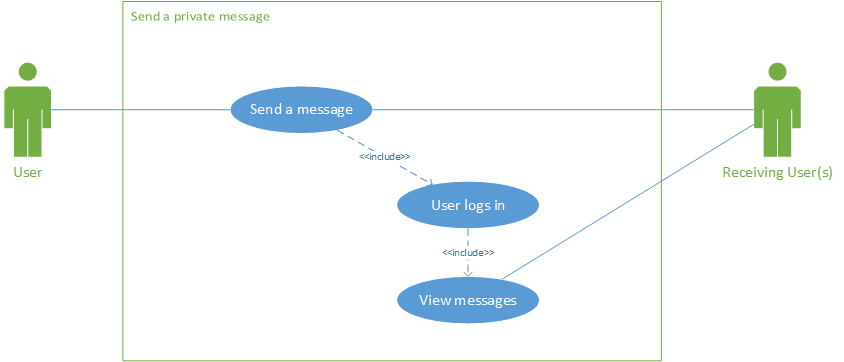 Send a private message
Send a message
<<include>>
User
Receiving User(s)
User logs in
<<include>>
View messages